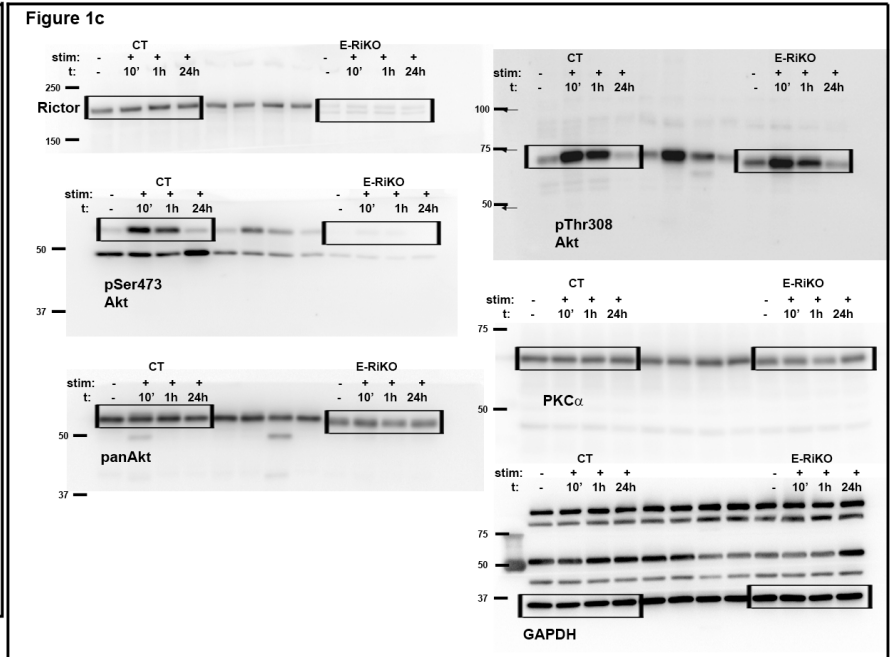 Figure 1c
CT E-RiKO
stim: - + + + - + + +
t: - 10' 1h 24h - 10' 1h 24h
250
Rictor
150
CT E-RiKO
stim: - + + + - + + +
t: - 10' 1h 24h - 10' 1h 24h
50
pSer473
Akt
37
CT E-RiKO
stim: - + + + - + + +
t: - 10' 1h 24h - 10' 1h 24h
50
panAkt
37
CT E-RiKO
stim: - + + + - + + +
t: - 10' 1h 24h - 10' 1h 24h
100
75
50
pThr308
Akt
CT E-RiKO
stim: - + + + - + + +
t: - 10' 1h 24h - 10' 1h 24h
75
50
PKCα
CT E-RiKO
stim: - + + + - + + +
t: - 10' 1h 24h - 10' 1h 24h
75
50
37
GAPDH